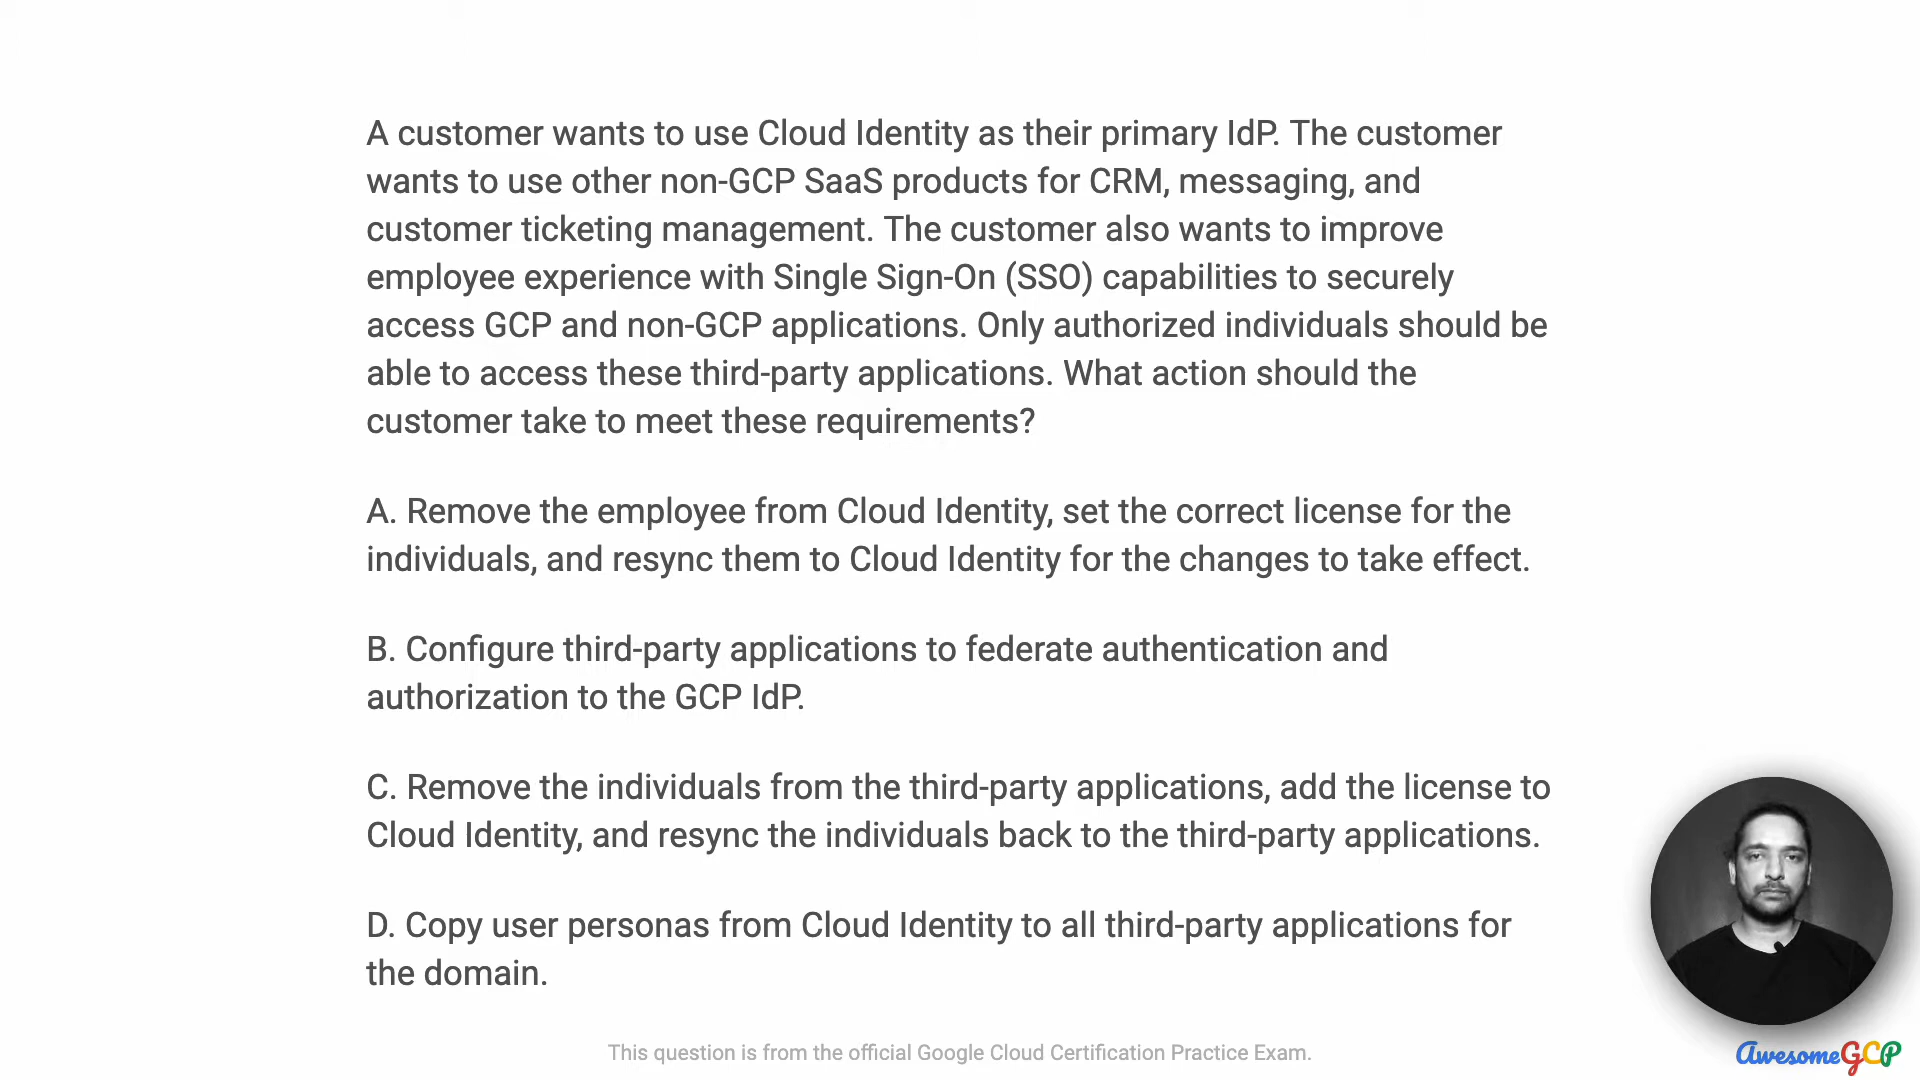 A customer wants to use Cloud Identity as their primary IdP. The customer
wants to use other non-GCP SaaS products for CRM, messaging, and
customer ticketing management. The customer also wants to improve
employee experience with Single Sign-On (SSO) capabilities to securely
access GCP and non-GCP applications. Only authorized individuals should be
able to access these third-party applications. What action should the
customer take to meet these requirements?
A. Remove the employee from Cloud Identity, set the correct license for the
individuals, and resync them to Cloud Identity for the changes to take effect.
B. Configure third-party applications to federate authentication and
authorization to the GCP IdP.
C. Remove the individuals from the third-party applications, add the license to
Cloud Identity, and resync the individuals back to the third-party applications.
D. Copy user personas from Cloud Identity to all third-party applications for
the domain.
This question is from the official Google Cloud Certification Practice Exam.
AwesomeGCP